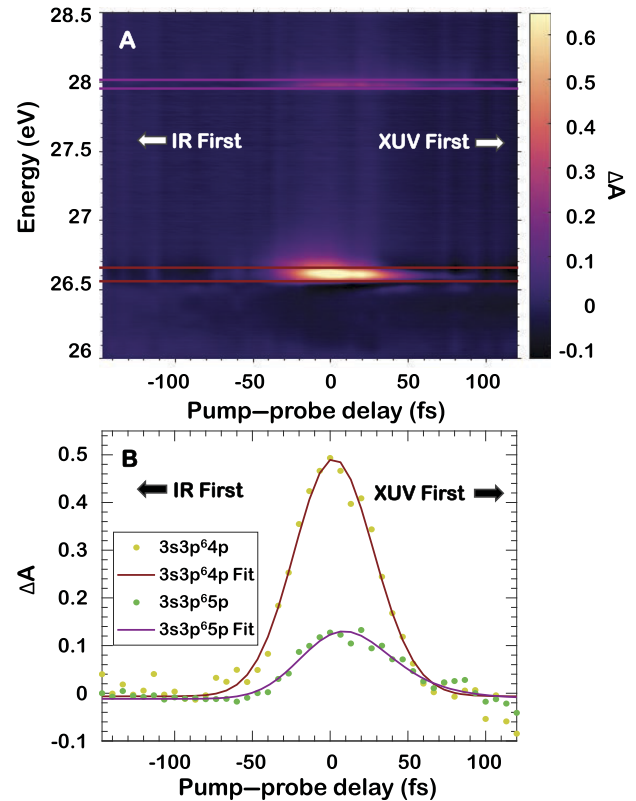 A
IR First
XUV First
28.5
28
27.5
27
26.5
26
Energy (eV)
-100
-50
0
50
100
Pump–probe delay (fs)
0.6
0.5
0.4
0.3
0.2
0.1
0
-0.1
ΔA
B
IR First
XUV First
3s3p⁶4p
3s3p⁶4p Fit
3s3p⁶5p
3s3p⁶5p Fit
0.5
0.4
0.3
0.2
0.1
0
-0.1
ΔA
-100
-50
0
50
100
Pump–probe delay (fs)